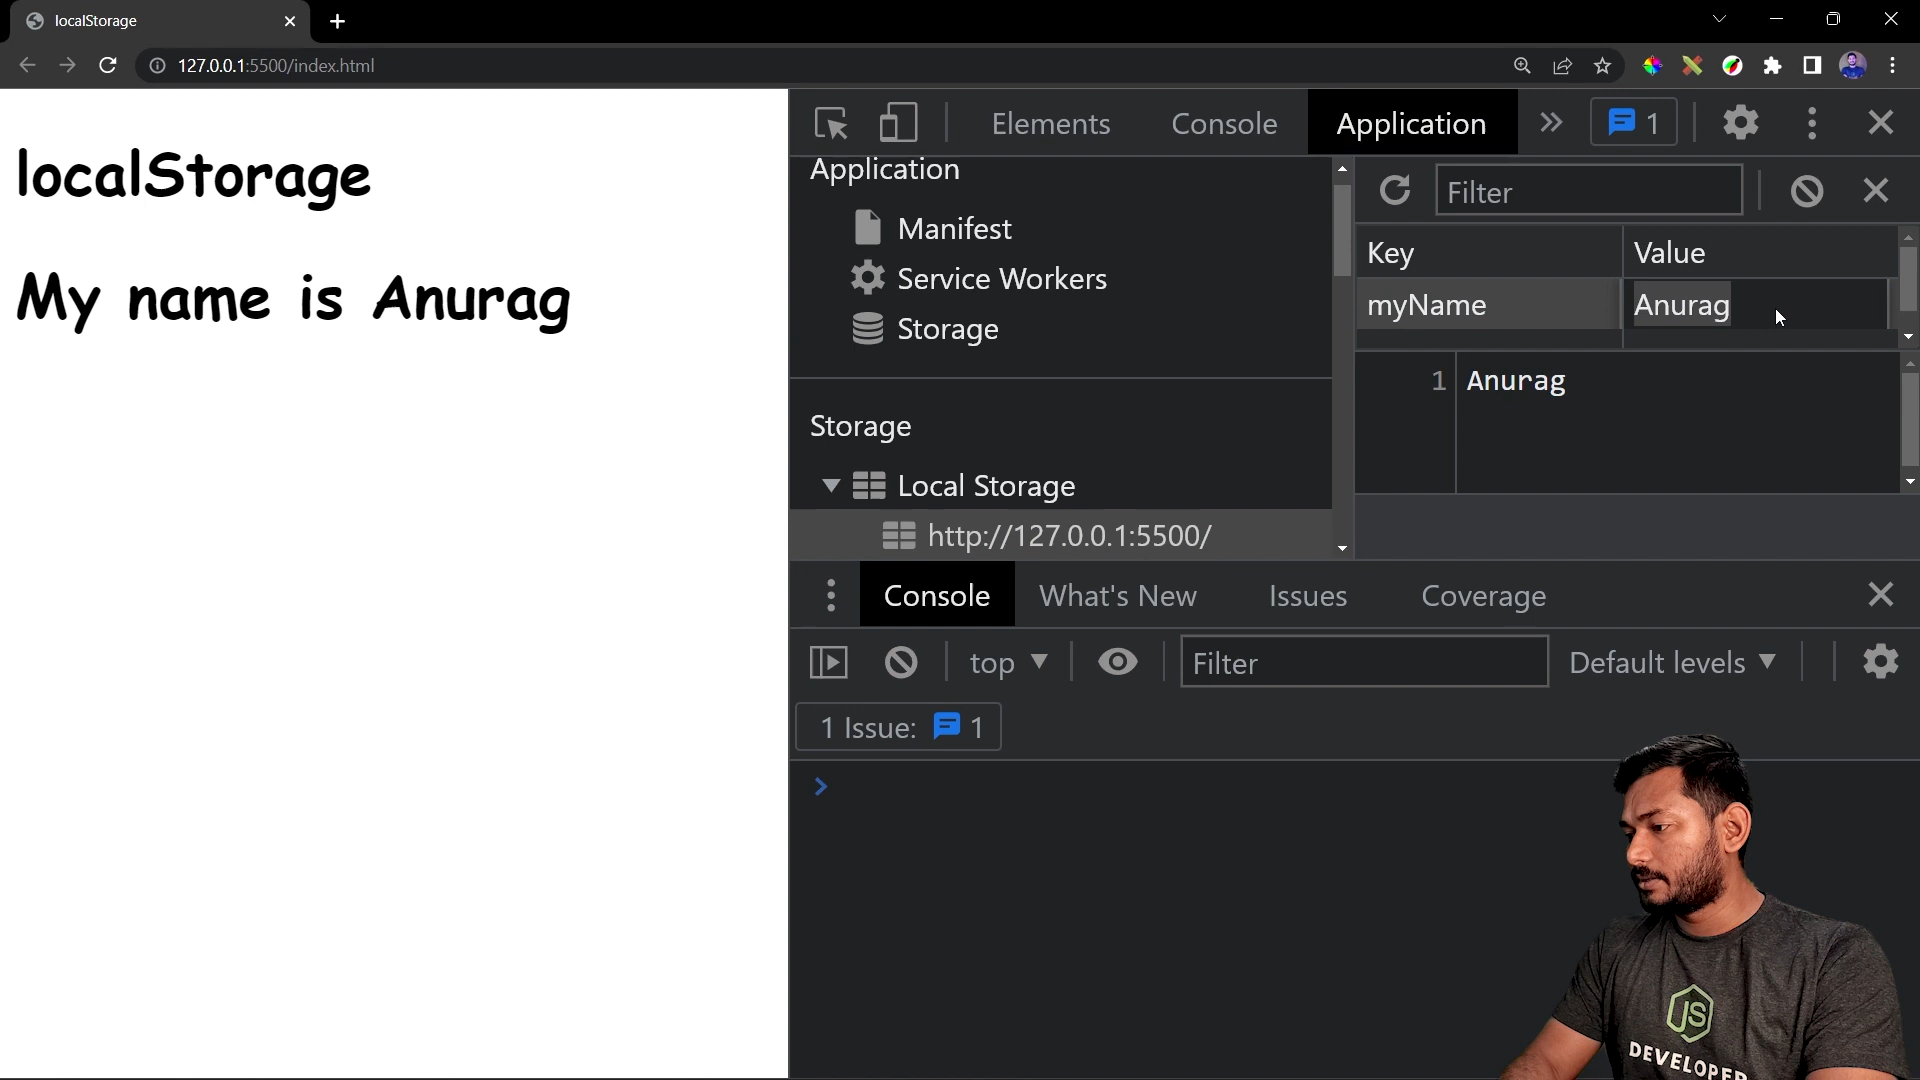 localStorage
127.0.0.1:5500/index.html
localStorage
My name is Anurag
Elements Console Application 1
Application
Manifest
Service Workers
Storage
Storage
Local Storage
http://127.0.0.1:5500/
Filter
Key Value
myName Anurag
1 Anurag
Console What's New Issues Coverage
top Filter Default levels
1 Issue: 1
JS
DEVELOPER